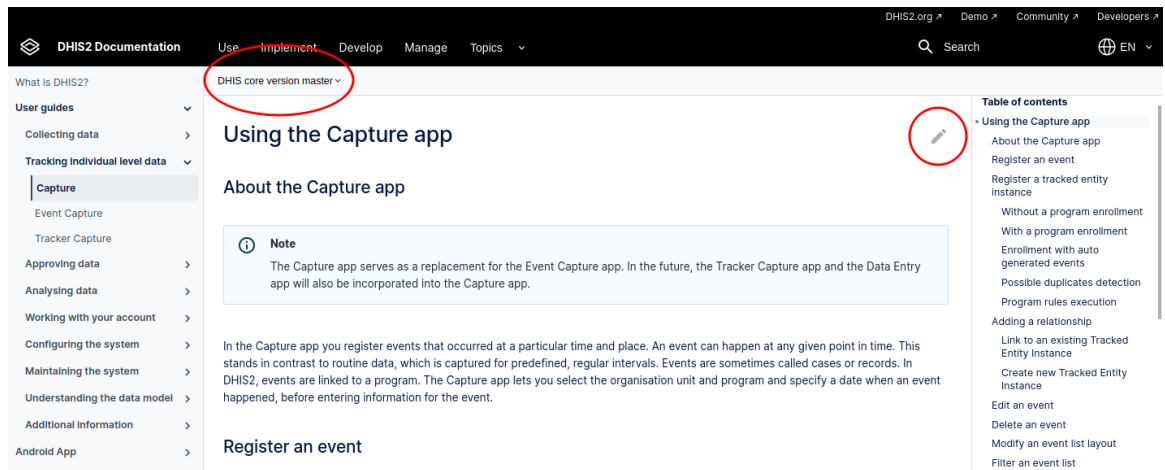 DHIS2.org ↗ Demo ↗ Community ↗ Developers ↗
DHIS2 Documentation Use Implement Develop Manage Topics Search EN
What is DHIS2?
User guides
Collecting data
Tracking individual level data
Capture
Event Capture
Tracker Capture
Approving data
Analysing data
Working with your account
Configuring the system
Maintaining the system
Understanding the data model
Additional information
Android App
DHIS core version master
Using the Capture app
About the Capture app
Note
The Capture app serves as a replacement for the Event Capture app. In the future, the Tracker Capture app and the Data Entry
app will also be incorporated into the Capture app.
In the Capture app you register events that occurred at a particular time and place. An event can happen at any given point in time. This
stands in contrast to routine data, which is captured for predefined, regular intervals. Events are sometimes called cases or records. In
DHIS2, events are linked to a program. The Capture app lets you select the organisation unit and program and specify a date when an event
happened, before entering information for the event.
Register an event
Table of contents
Using the Capture app
About the Capture app
Register an event
Register a tracked entity
instance
Without a program enrollment
With a program enrollment
Enrollment with auto
generated events
Possible duplicates detection
Program rules execution
Adding a relationship
Link to an existing Tracked
Entity Instance
Create new Tracked Entity
Instance
Edit an event
Delete an event
Modify an event list layout
Filter an event list